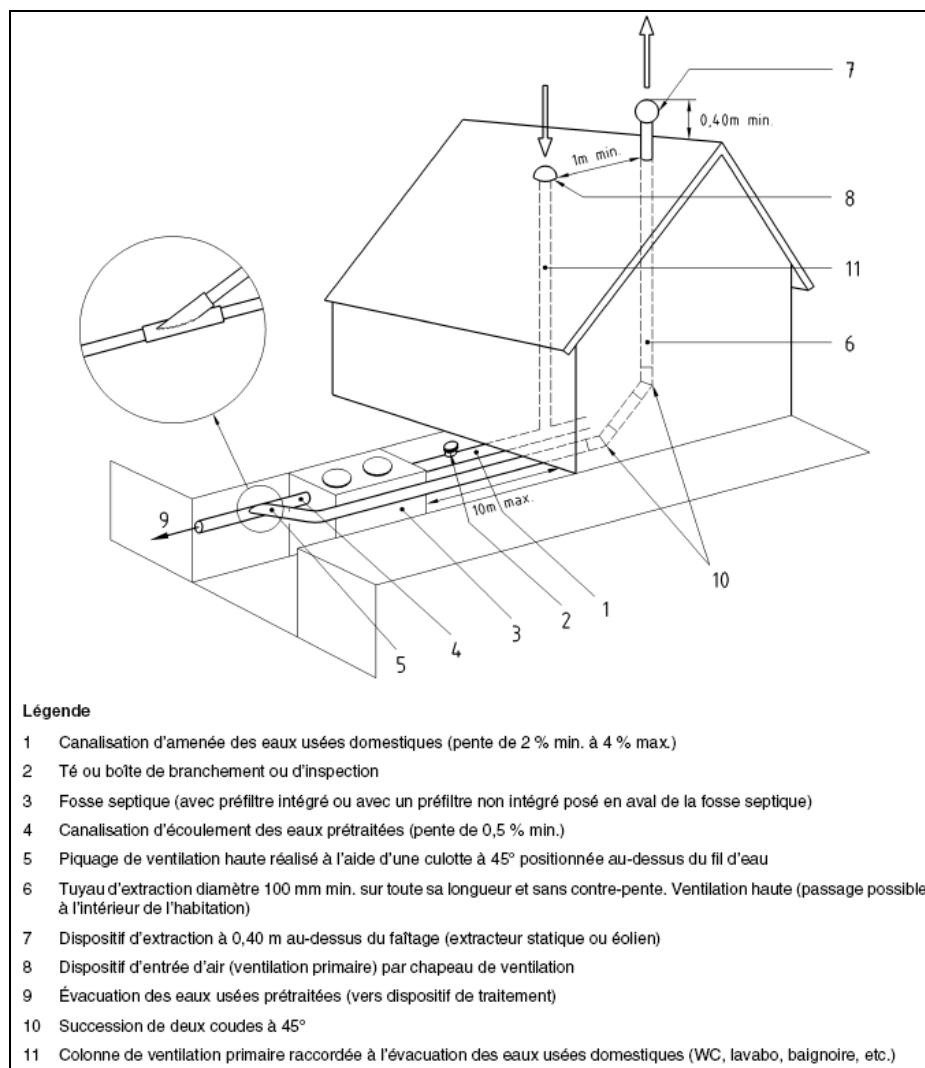 7
0,40m min.
1m min.
8
11
6
9
10m max.
10
1
2
3
4
5
Légende
1 Canalisation d'amenée des eaux usées domestiques (pente de 2 % min. à 4 % max.)
2 Té ou boîte de branchement ou d'inspection
3 Fosse septique (avec préfiltre intégré ou avec un préfiltre non intégré posé en aval de la fosse septique)
4 Canalisation d'écoulement des eaux prétraitées (pente de 0,5 % min.)
5 Piquage de ventilation haute réalisé à l'aide d'une culotte à 45° positionnée au-dessus du fil d'eau
6 Tuyau d'extraction diamètre 100 mm min. sur toute sa longueur et sans contre-pente. Ventilation haute (passage possible
à l'intérieur de l'habitation)
7 Dispositif d'extraction à 0,40 m au-dessus du faîtage (extracteur statique ou éolien)
8 Dispositif d'entrée d'air (ventilation primaire) par chapeau de ventilation
9 Évacuation des eaux usées prétraitées (vers dispositif de traitement)
10 Succession de deux coudes à 45°
11 Colonne de ventilation primaire raccordée à l'évacuation des eaux usées domestiques (WC, lavabo, baignoire, etc.)